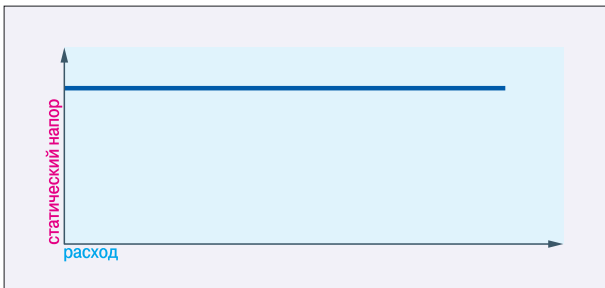 статический напор
расход